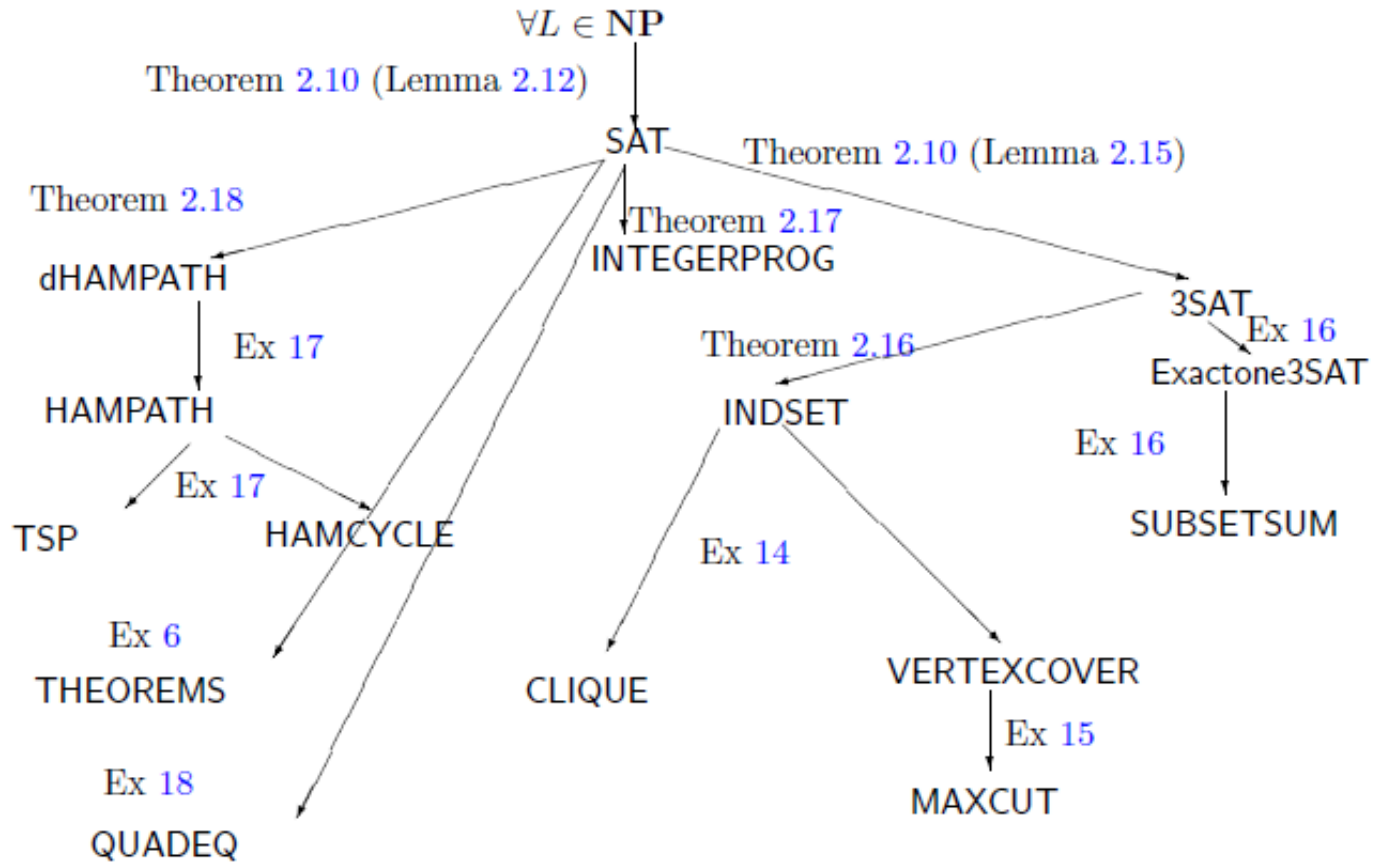 ∀L ∈ NP
Theorem 2.10 (Lemma 2.12)
SAT
Theorem 2.10 (Lemma 2.15)
Theorem 2.18
Theorem 2.17
INTEGERPROG
dHAMPATH
3SAT
Ex 16
Ex 17
Theorem 2.16
Exactone3SAT
HAMPATH
INDSET
Ex 16
Ex 17
TSP
HAMCYCLE
SUBSETSUM
Ex 14
Ex 6
THEOREMS
CLIQUE
VERTEXCOVER
Ex 15
Ex 18
MAXCUT
QUADEQ